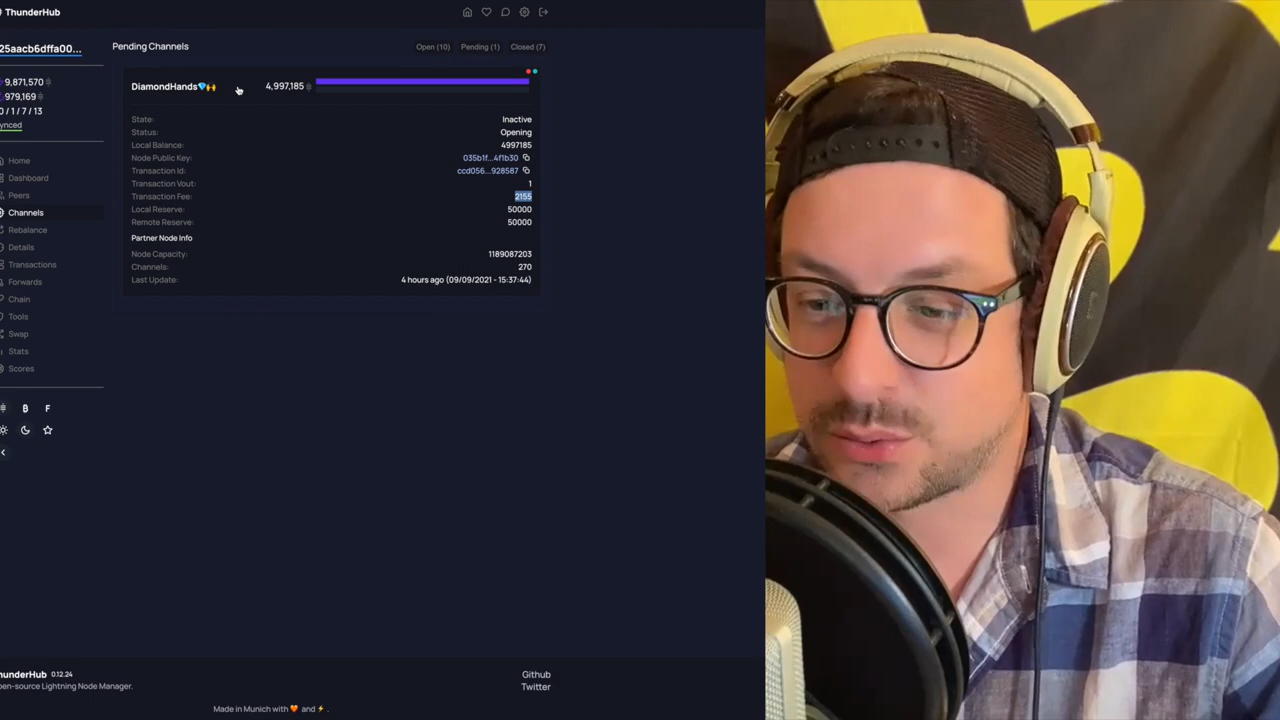 ThunderHub
25aacb6dffa00...
9,871,570
979,169
0 / 1 / 7 / 13
ynced
Home
Dashboard
Peers
Channels
Rebalance
Details
Transactions
Forwards
Chain
Tools
Swap
Stats
Scores
F
Pending Channels
Open (10)
Pending (1)
Closed (7)
DiamondHands💎🙌
4,997,185
State: Inactive
Status: Opening
Local Balance: 4997185
Node Public Key: 035b1f...4f1b30
Transaction Id: ccd056...928587
Transaction Vout: 1
Transaction Fee: 2155
Local Reserve: 50000
Remote Reserve: 50000
Partner Node Info
Node Capacity: 1189087203
Channels: 270
Last Update: 4 hours ago (09/09/2021 - 15:37:44)
hunderHub 0.12.24
pen-source Lightning Node Manager.
Github
Twitter
Made in Munich with 🧡 and ⚡ .